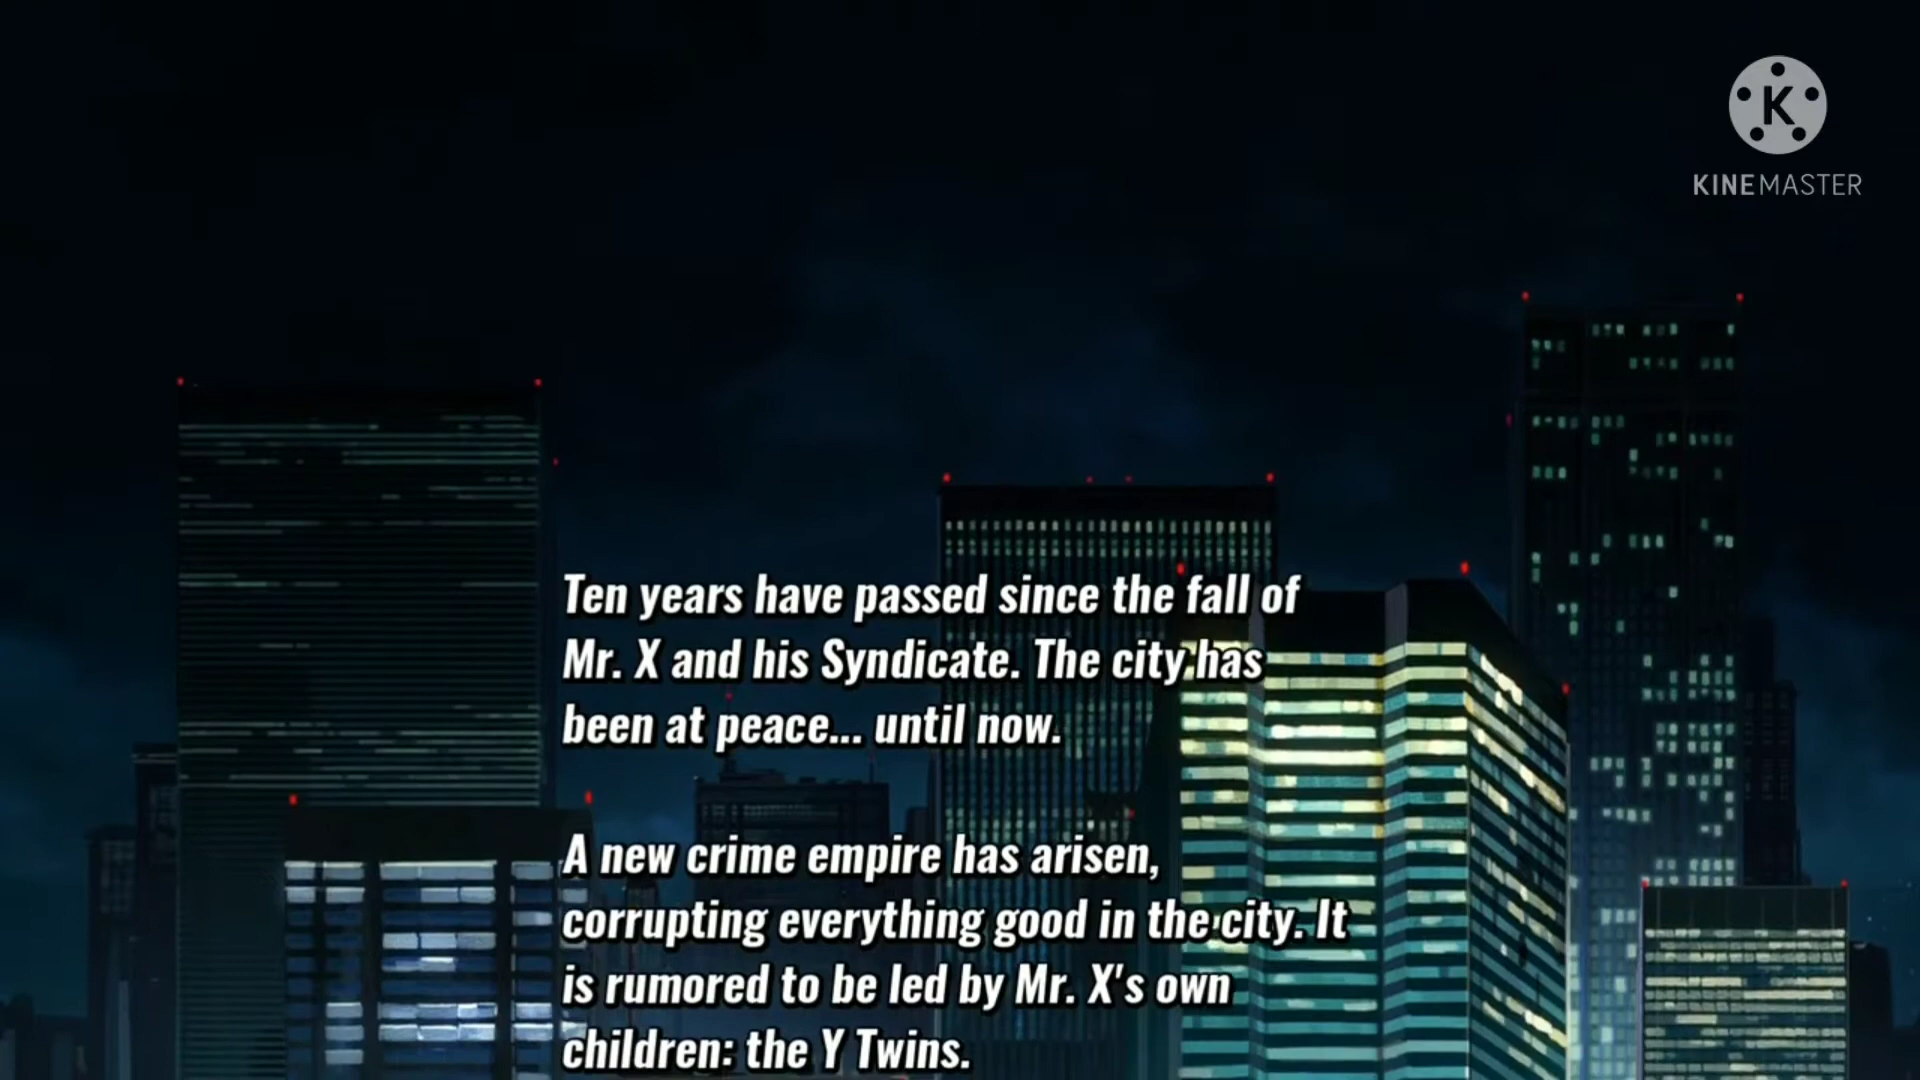 K
KINEMASTER
Ten years have passed since the fall of
Mr. X and his Syndicate. The city has
been at peace... until now.
A new crime empire has arisen,
corrupting everything good in the city. It
is rumored to be led by Mr. X's own
children: the Y Twins.